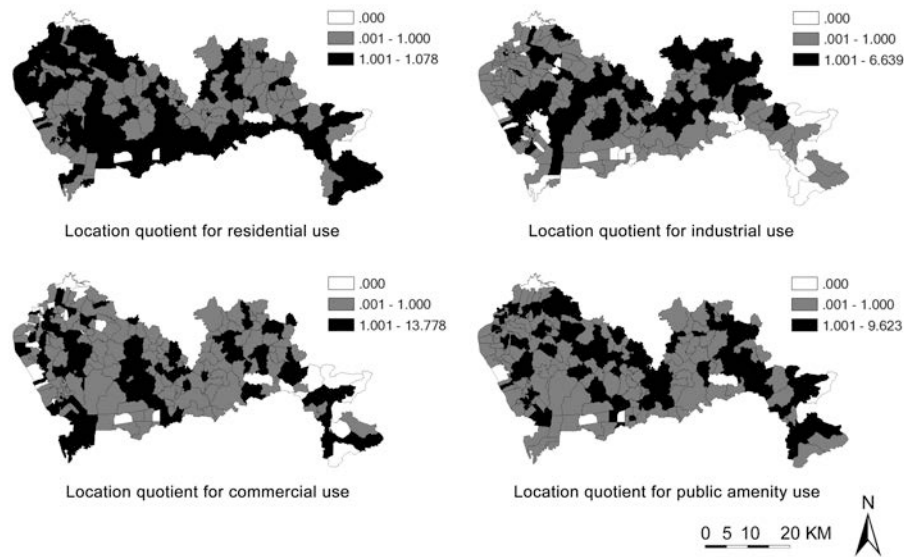 .000
.001 - 1.000
1.001 - 1.078
Location quotient for residential use
.000
.001 - 1.000
1.001 - 6.639
Location quotient for industrial use
.000
.001 - 1.000
1.001 - 13.778
Location quotient for commercial use
.000
.001 - 1.000
1.001 - 9.623
Location quotient for public amenity use
N
0 5 10 20 KM